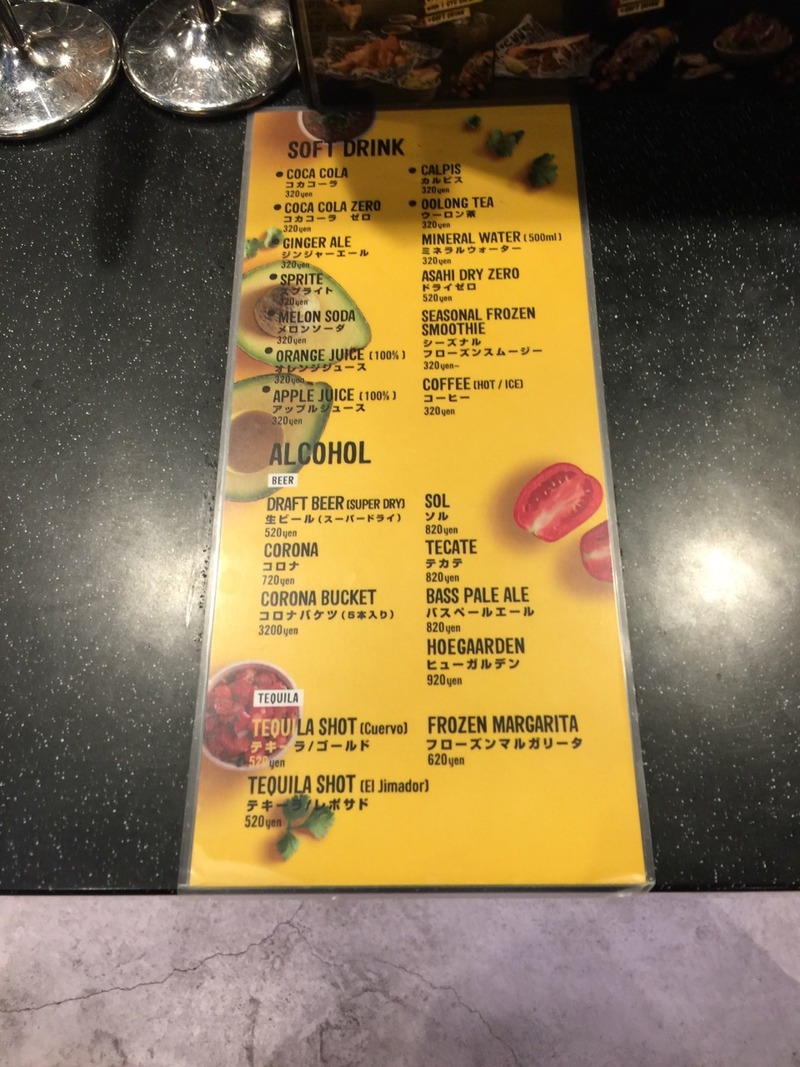 SOFT DRINK
COCA COLA
コカコーラ
320yen
COCA COLA ZERO
コカコーラ ゼロ
320yen
GINGER ALE
ジンジャーエール
320yen
SPRITE
スプライト
320yen
MELON SODA
メロンソーダ
320yen
ORANGE JUICE (100%)
オレンジジュース
320yen
APPLE JUICE (100%)
アップルジュース
320yen
CALPIS
カルピス
320yen
OOLONG TEA
ウーロン茶
320yen
MINERAL WATER (500ml)
ミネラルウォーター
320yen
ASAHI DRY ZERO
ドライゼロ
520yen
SEASONAL FROZEN
SMOOTHIE
シーズナル
フローズンスムージー
320yen~
COFFEE (HOT / ICE)
コーヒー
320yen
ALCOHOL
BEER
DRAFT BEER (SUPER DRY)
生ビール (スーパードライ)
520yen
CORONA
コロナ
720yen
CORONA BUCKET
コロナバケツ (5本入り)
3200yen
SOL
ソル
820yen
TECATE
テカテ
820yen
BASS PALE ALE
バスペールエール
820yen
HOEGAARDEN
ヒューガルデン
920yen
TEQUILA
TEQUILA SHOT (Cuervo)
テキーラ/ゴールド
520yen
TEQUILA SHOT (El Jimador)
テキーラ/レポサド
520yen
FROZEN MARGARITA
フローズンマルガリータ
620yen